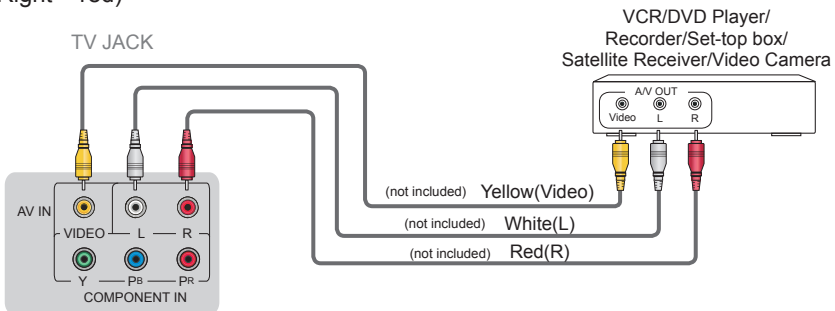 Right – red)
VCR/DVD Player/
Recorder/Set-top box/
Satellite Receiver/Video Camera
TV JACK
A/V OUT
Video L R
(not included) Yellow(Video)
(not included) White(L)
(not included) Red(R)
AV IN
VIDEO L R
Y PB PR
COMPONENT IN